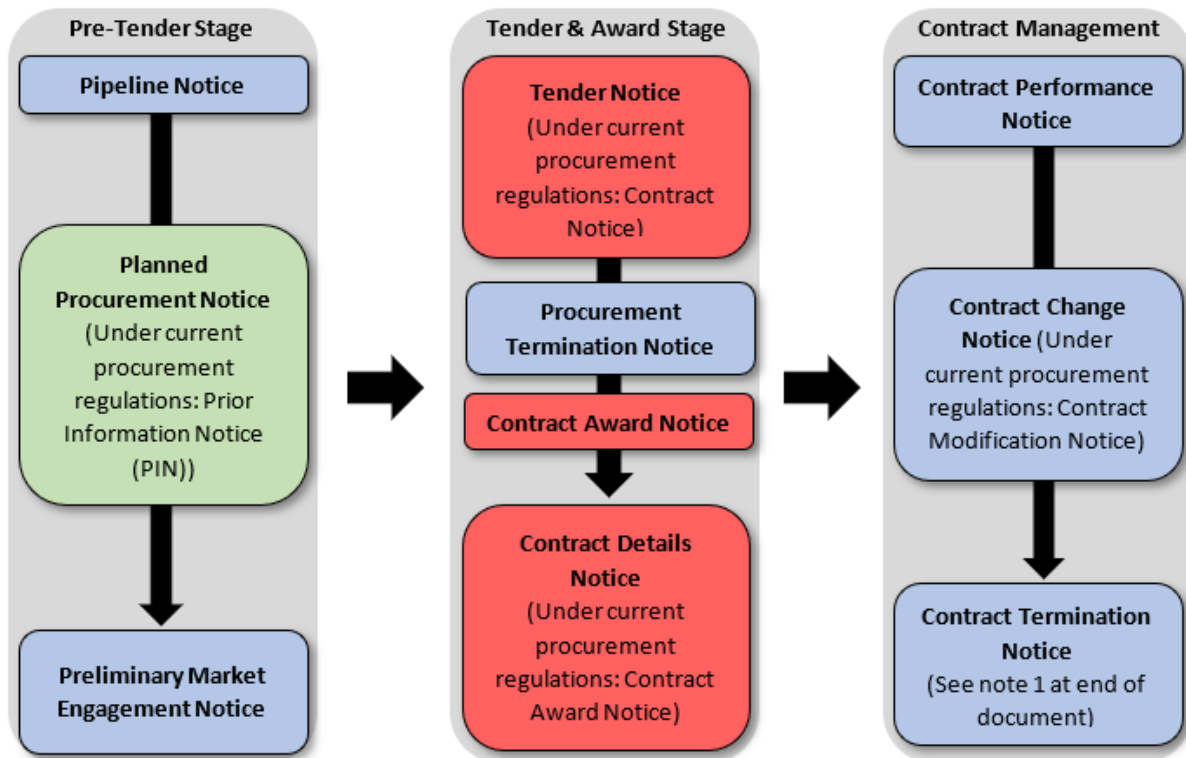 Pre-Tender Stage
Pipeline Notice
Planned
Procurement Notice
(Under current
procurement
regulations: Prior
Information Notice
(PIN))
Preliminary Market
Engagement Notice
Tender & Award Stage
Tender Notice
(Under current
procurement
regulations: Contract
Notice)
Procurement
Termination Notice
Contract Award Notice
Contract Details
Notice
(Under current
procurement
regulations: Contract
Award Notice)
Contract Management
Contract Performance
Notice
Contract Change
Notice (Under
current procurement
regulations: Contract
Modification Notice)
Contract Termination
Notice
(See note 1 at end of
document)